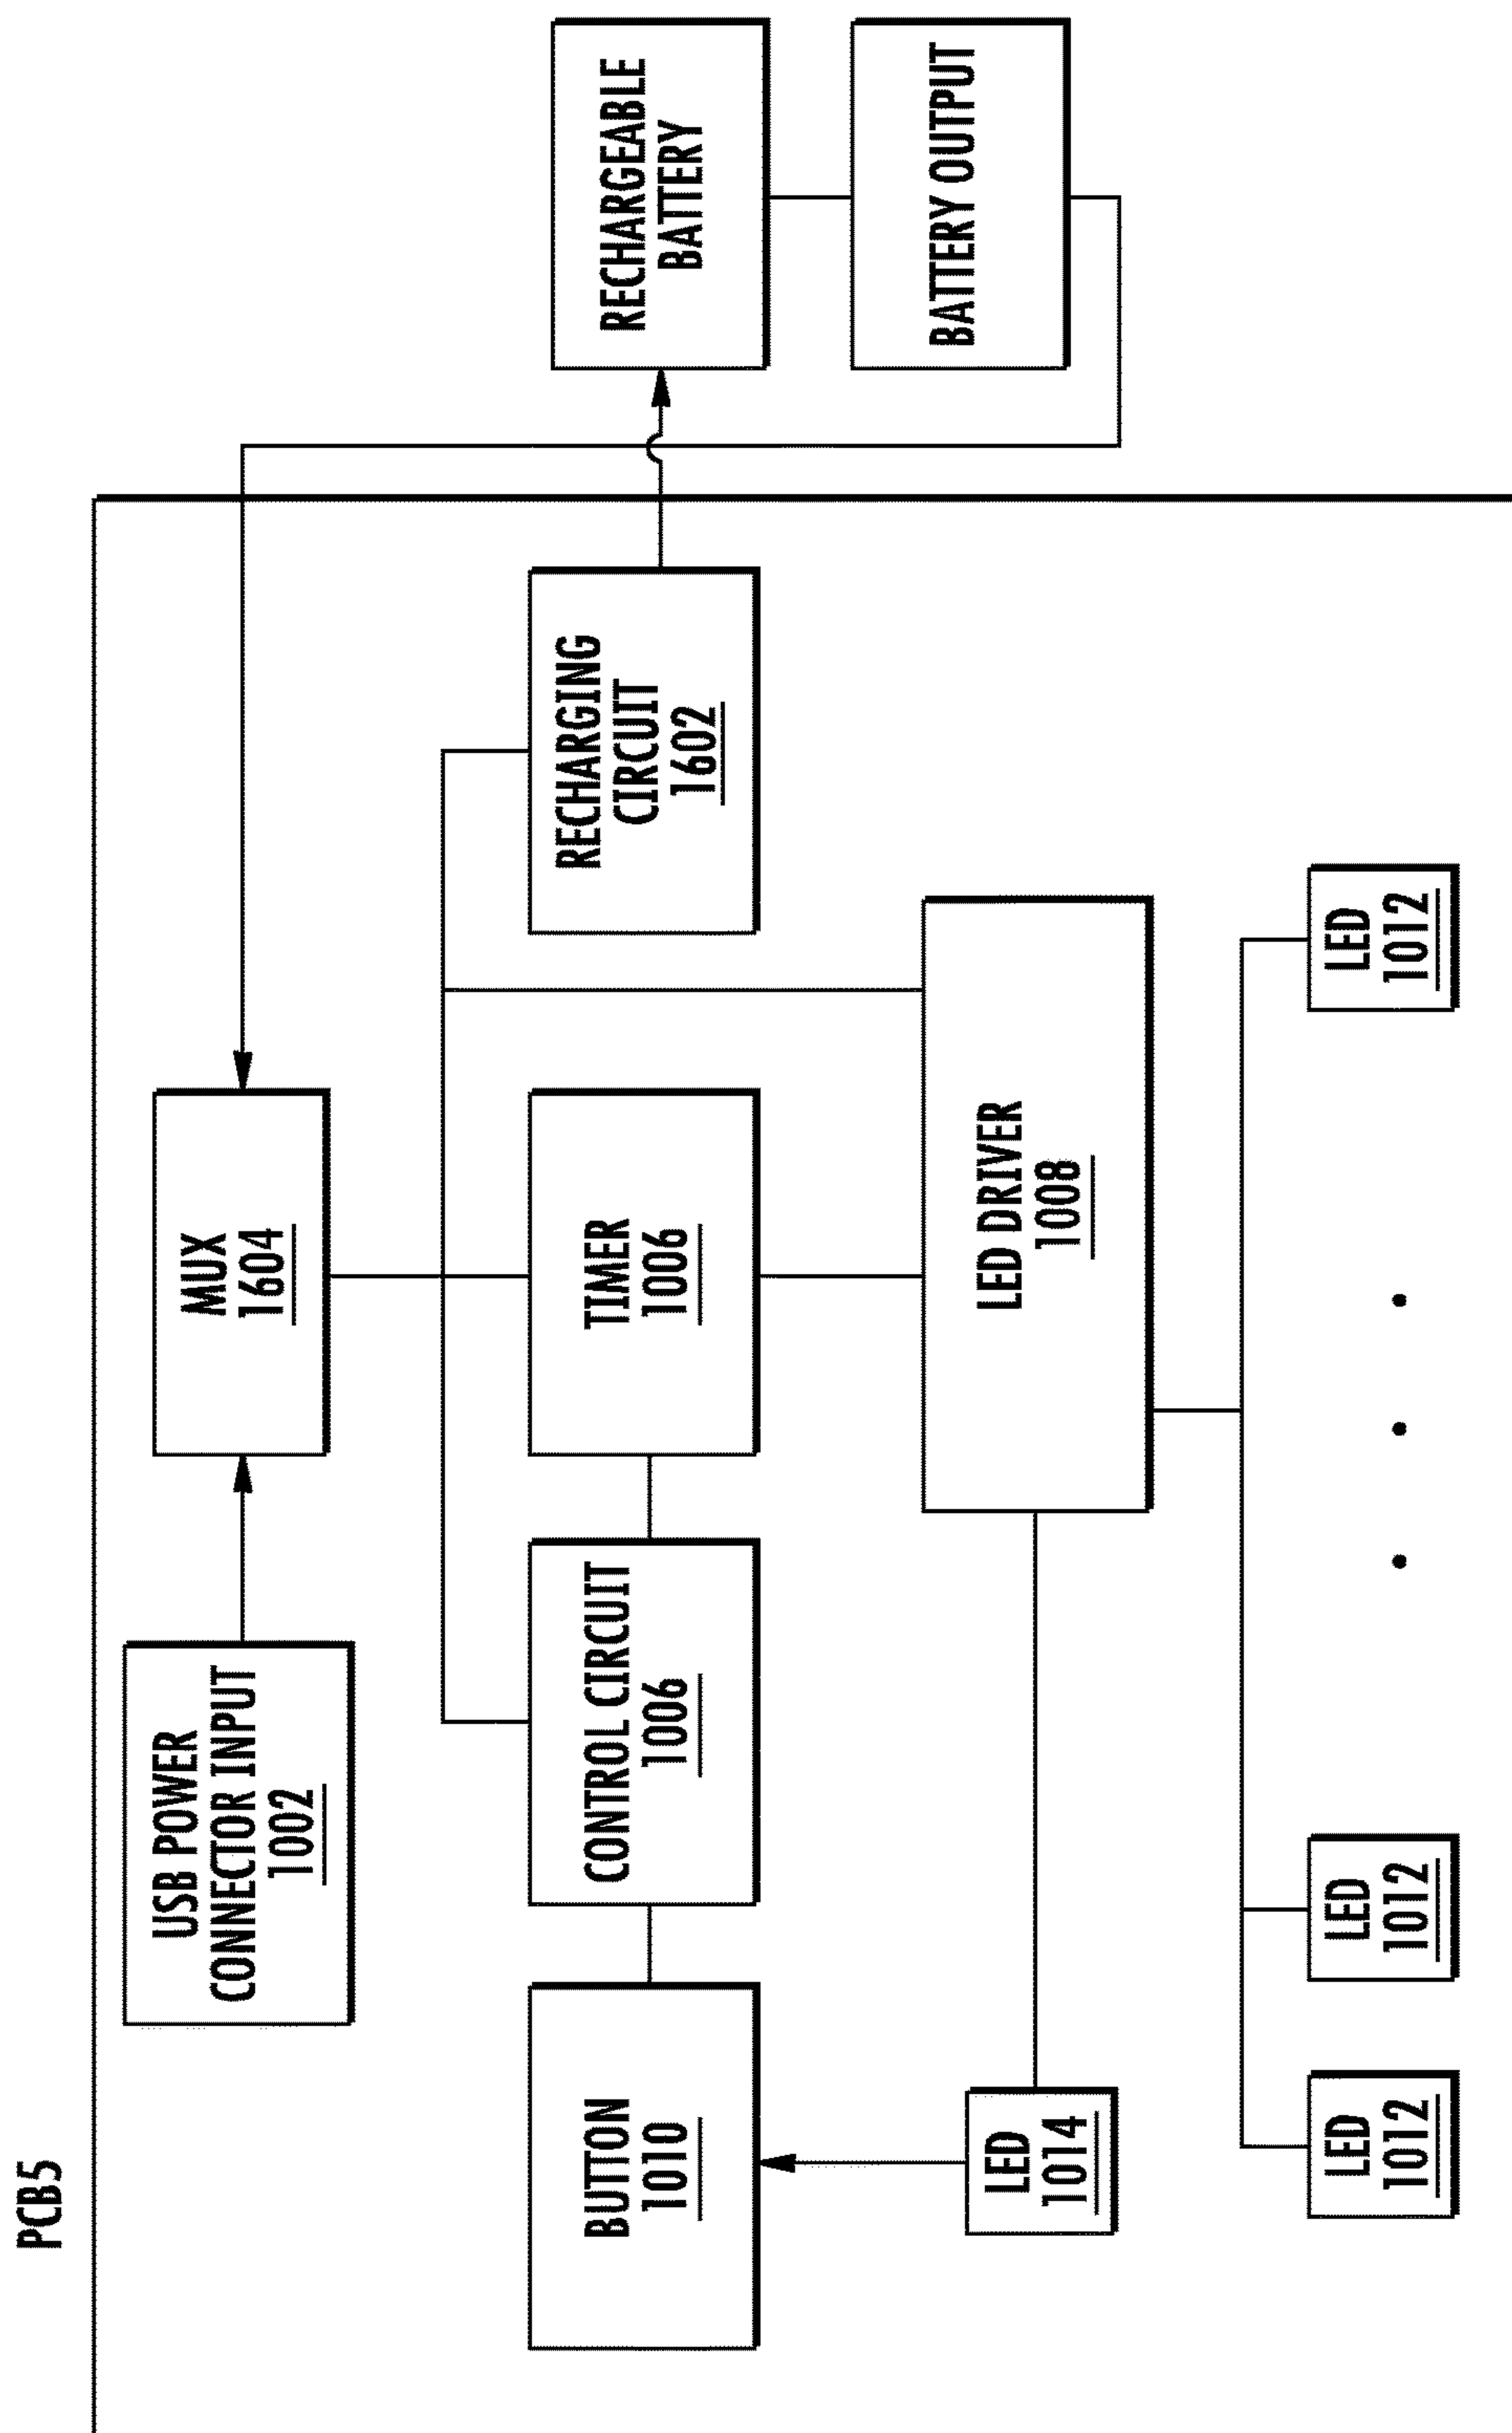 PCB5
USB POWER
CONNECTOR INPUT
1002
MUX
1604
BUTTON
1010
CONTROL CIRCUIT
1006
TIMER
1006
RECHARGING
CIRCUIT
1602
RECHARGEABLE
BATTERY
BATTERY OUTPUT
LED
1014
LED DRIVER
1008
LED
1012
LED
1012
LED
1012